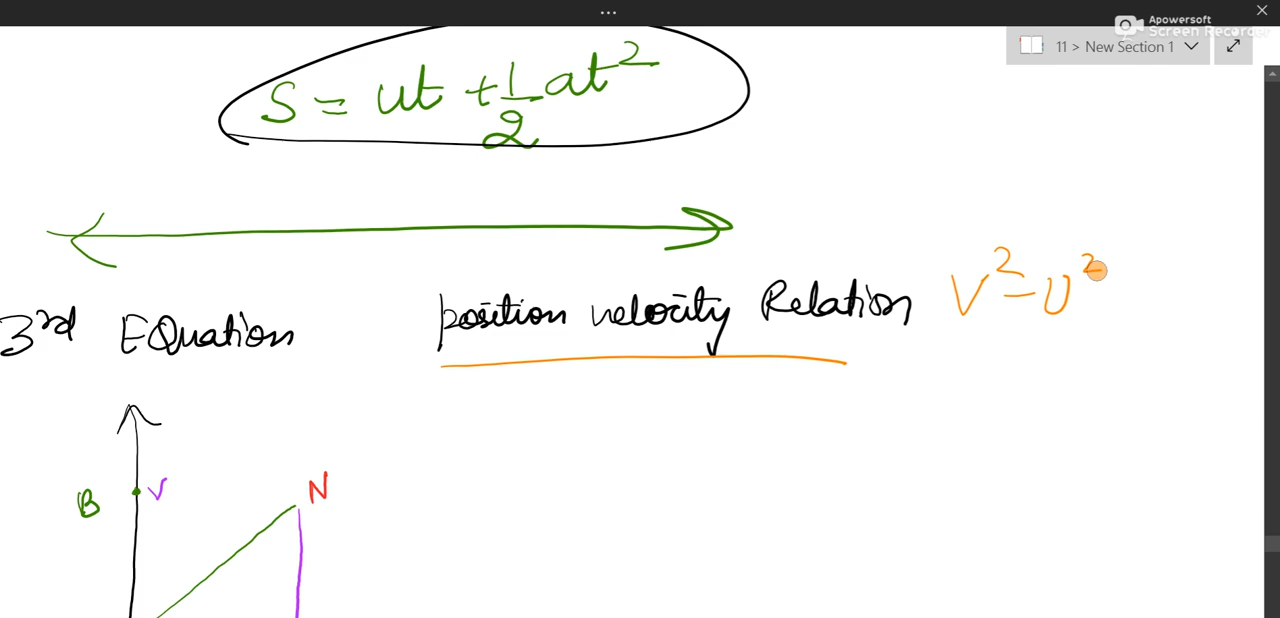 Apowersoft
Screen Recorder
11 > New Section 1
S = ut + 1/2 at²
3rd Equation position velocity Relation V² - U²
B V N